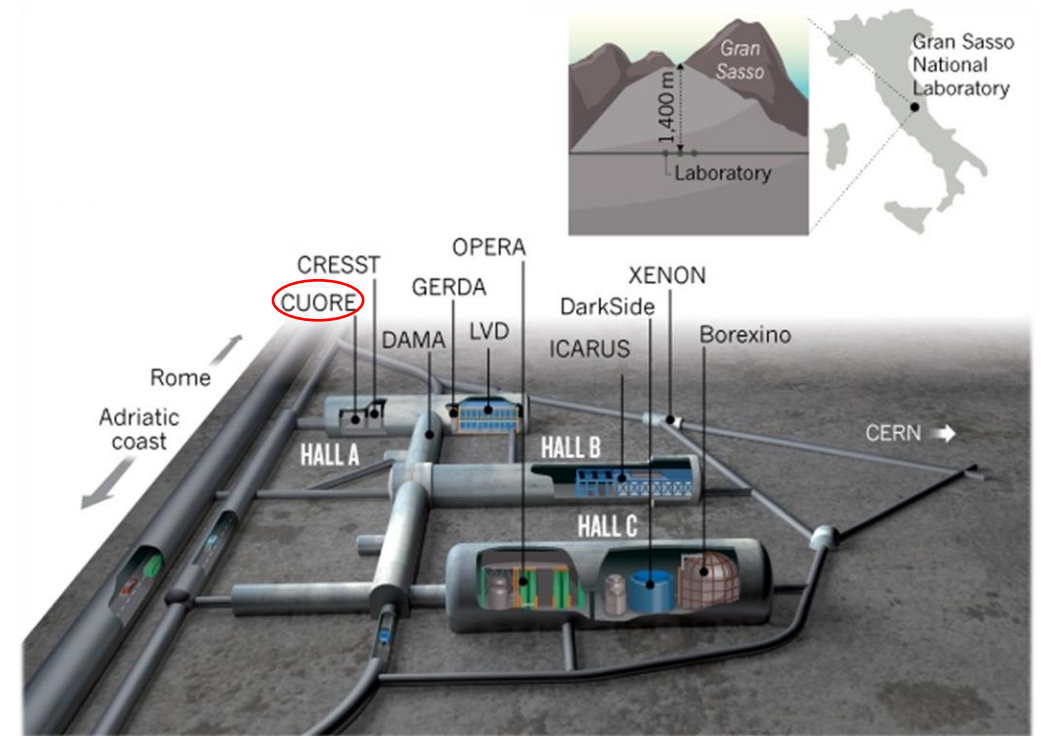 Gran
Sasso
1,400 m
Laboratory
Gran Sasso
National
Laboratory
OPERA
CRESST
GERDA
XENON
CUORE
DarkSide
DAMA
LVD
ICARUS
Borexino
Rome
Adriatic
coast
HALL A
HALL B
CERN
HALL C